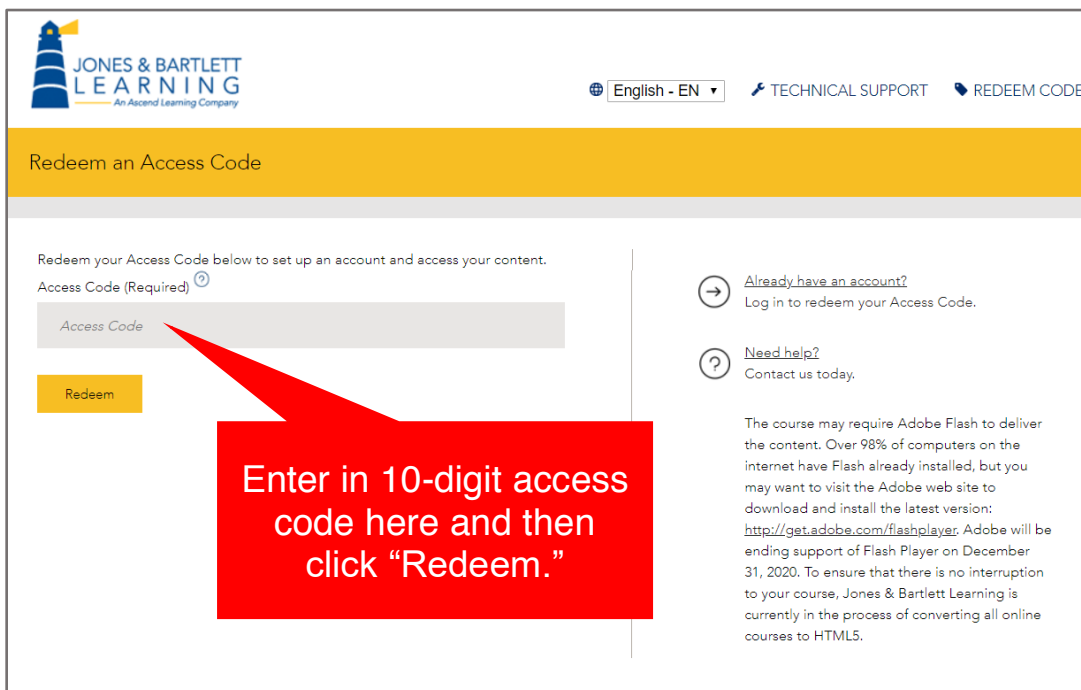 JONES & BARTLETT
LEARNING
An Ascend Learning Company
English - EN
TECHNICAL SUPPORT
REDEEM CODE
Redeem an Access Code
Redeem your Access Code below to set up an account and access your content.
Access Code (Required) ?
Access Code
Redeem
Enter in 10-digit access
code here and then
click “Redeem.”
Already have an account?
Log in to redeem your Access Code.
?
Need help?
Contact us today.
The course may require Adobe Flash to deliver
the content. Over 98% of computers on the
internet have Flash already installed, but you
may want to visit the Adobe web site to
download and install the latest version:
http://get.adobe.com/flashplayer. Adobe will be
ending support of Flash Player on December
31, 2020. To ensure that there is no interruption
to your course, Jones & Bartlett Learning is
currently in the process of converting all online
courses to HTML5.